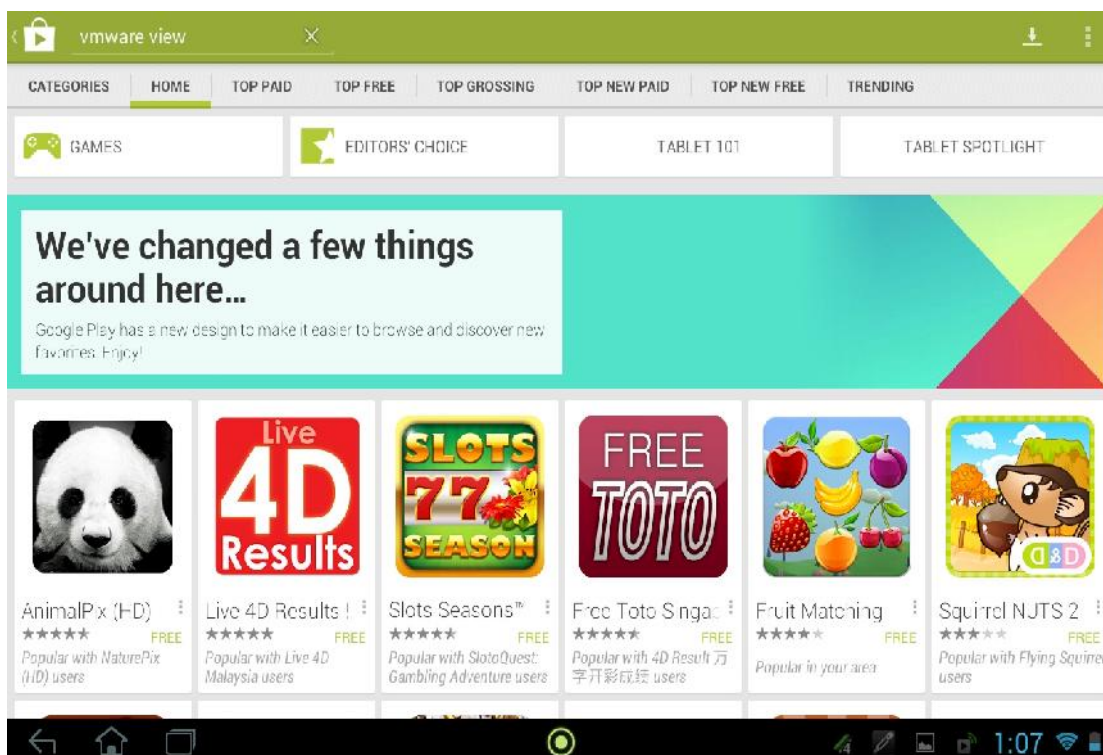 vmware view
CATEGORIES HOME TOP PAID TOP FREE TOP GROSSING TOP NEW PAID TOP NEW FREE TRENDING
GAMES EDITORS' CHOICE TABLET 101 TABLET SPOTLIGHT
We've changed a few things
around here...
Google Play has a new design to make it easier to browse and discover new
favorites. Enjoy!
Live
4D
Results
SLOTS
77
SEASON
FREE
TOTO
D&D
AnimalPix (HD) Live 4D Results ! Slots Seasons™ Free Toto Singap Fruit Matching Squirrel NUTS 2
FREE FREE FREE FREE FREE FREE
Popular with NaturePix
(HD) users
Popular with Live 4D
Malaysia users
Popular with SlotoQuest:
Gambling Adventure users
Popular with 4D Result 万
字开彩成绩 users
Popular in your area
Popular with Flying Squirrel
users
1:07